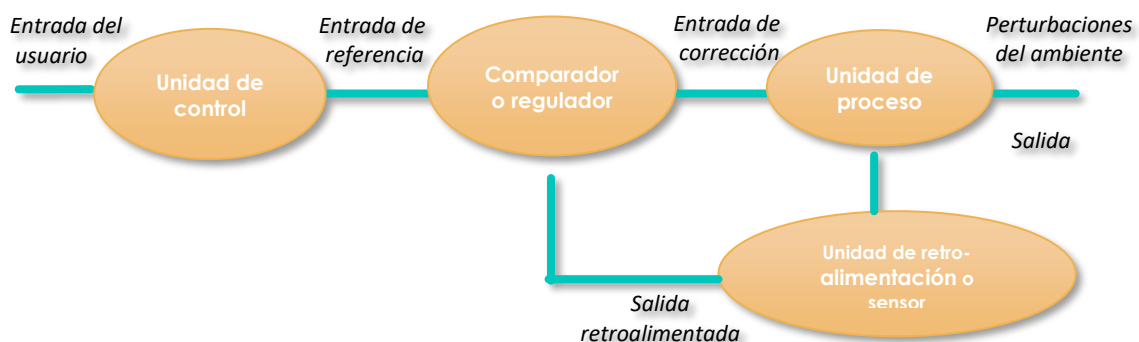 Entrada del
usuario
Unidad de
control
Entrada de
referencia
Comparador
o regulador
Entrada de
corrección
Unidad de
proceso
Perturbaciones
del ambiente
Salida
Unidad de retro-
alimentación o
sensor
Salida
retroalimentada